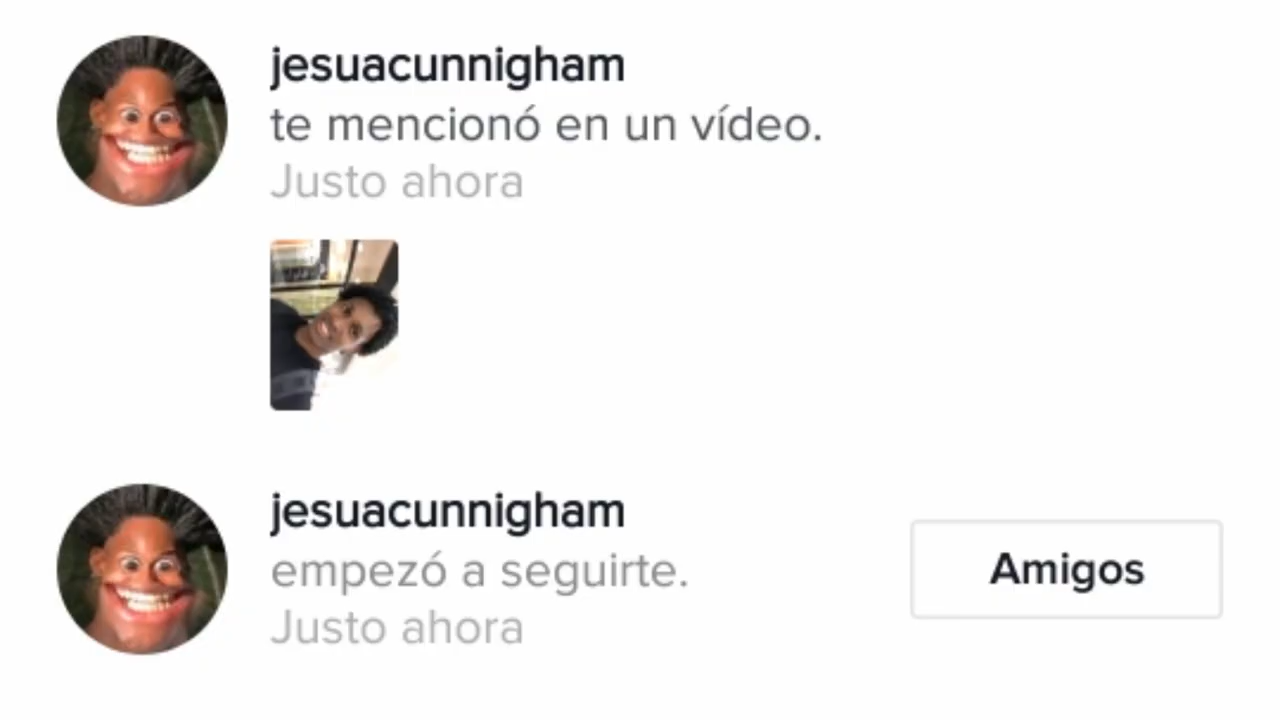 jesuacunnigham
te mencionó en un vídeo.
Justo ahora
jesuacunnigham
empezó a seguirte.
Justo ahora
Amigos